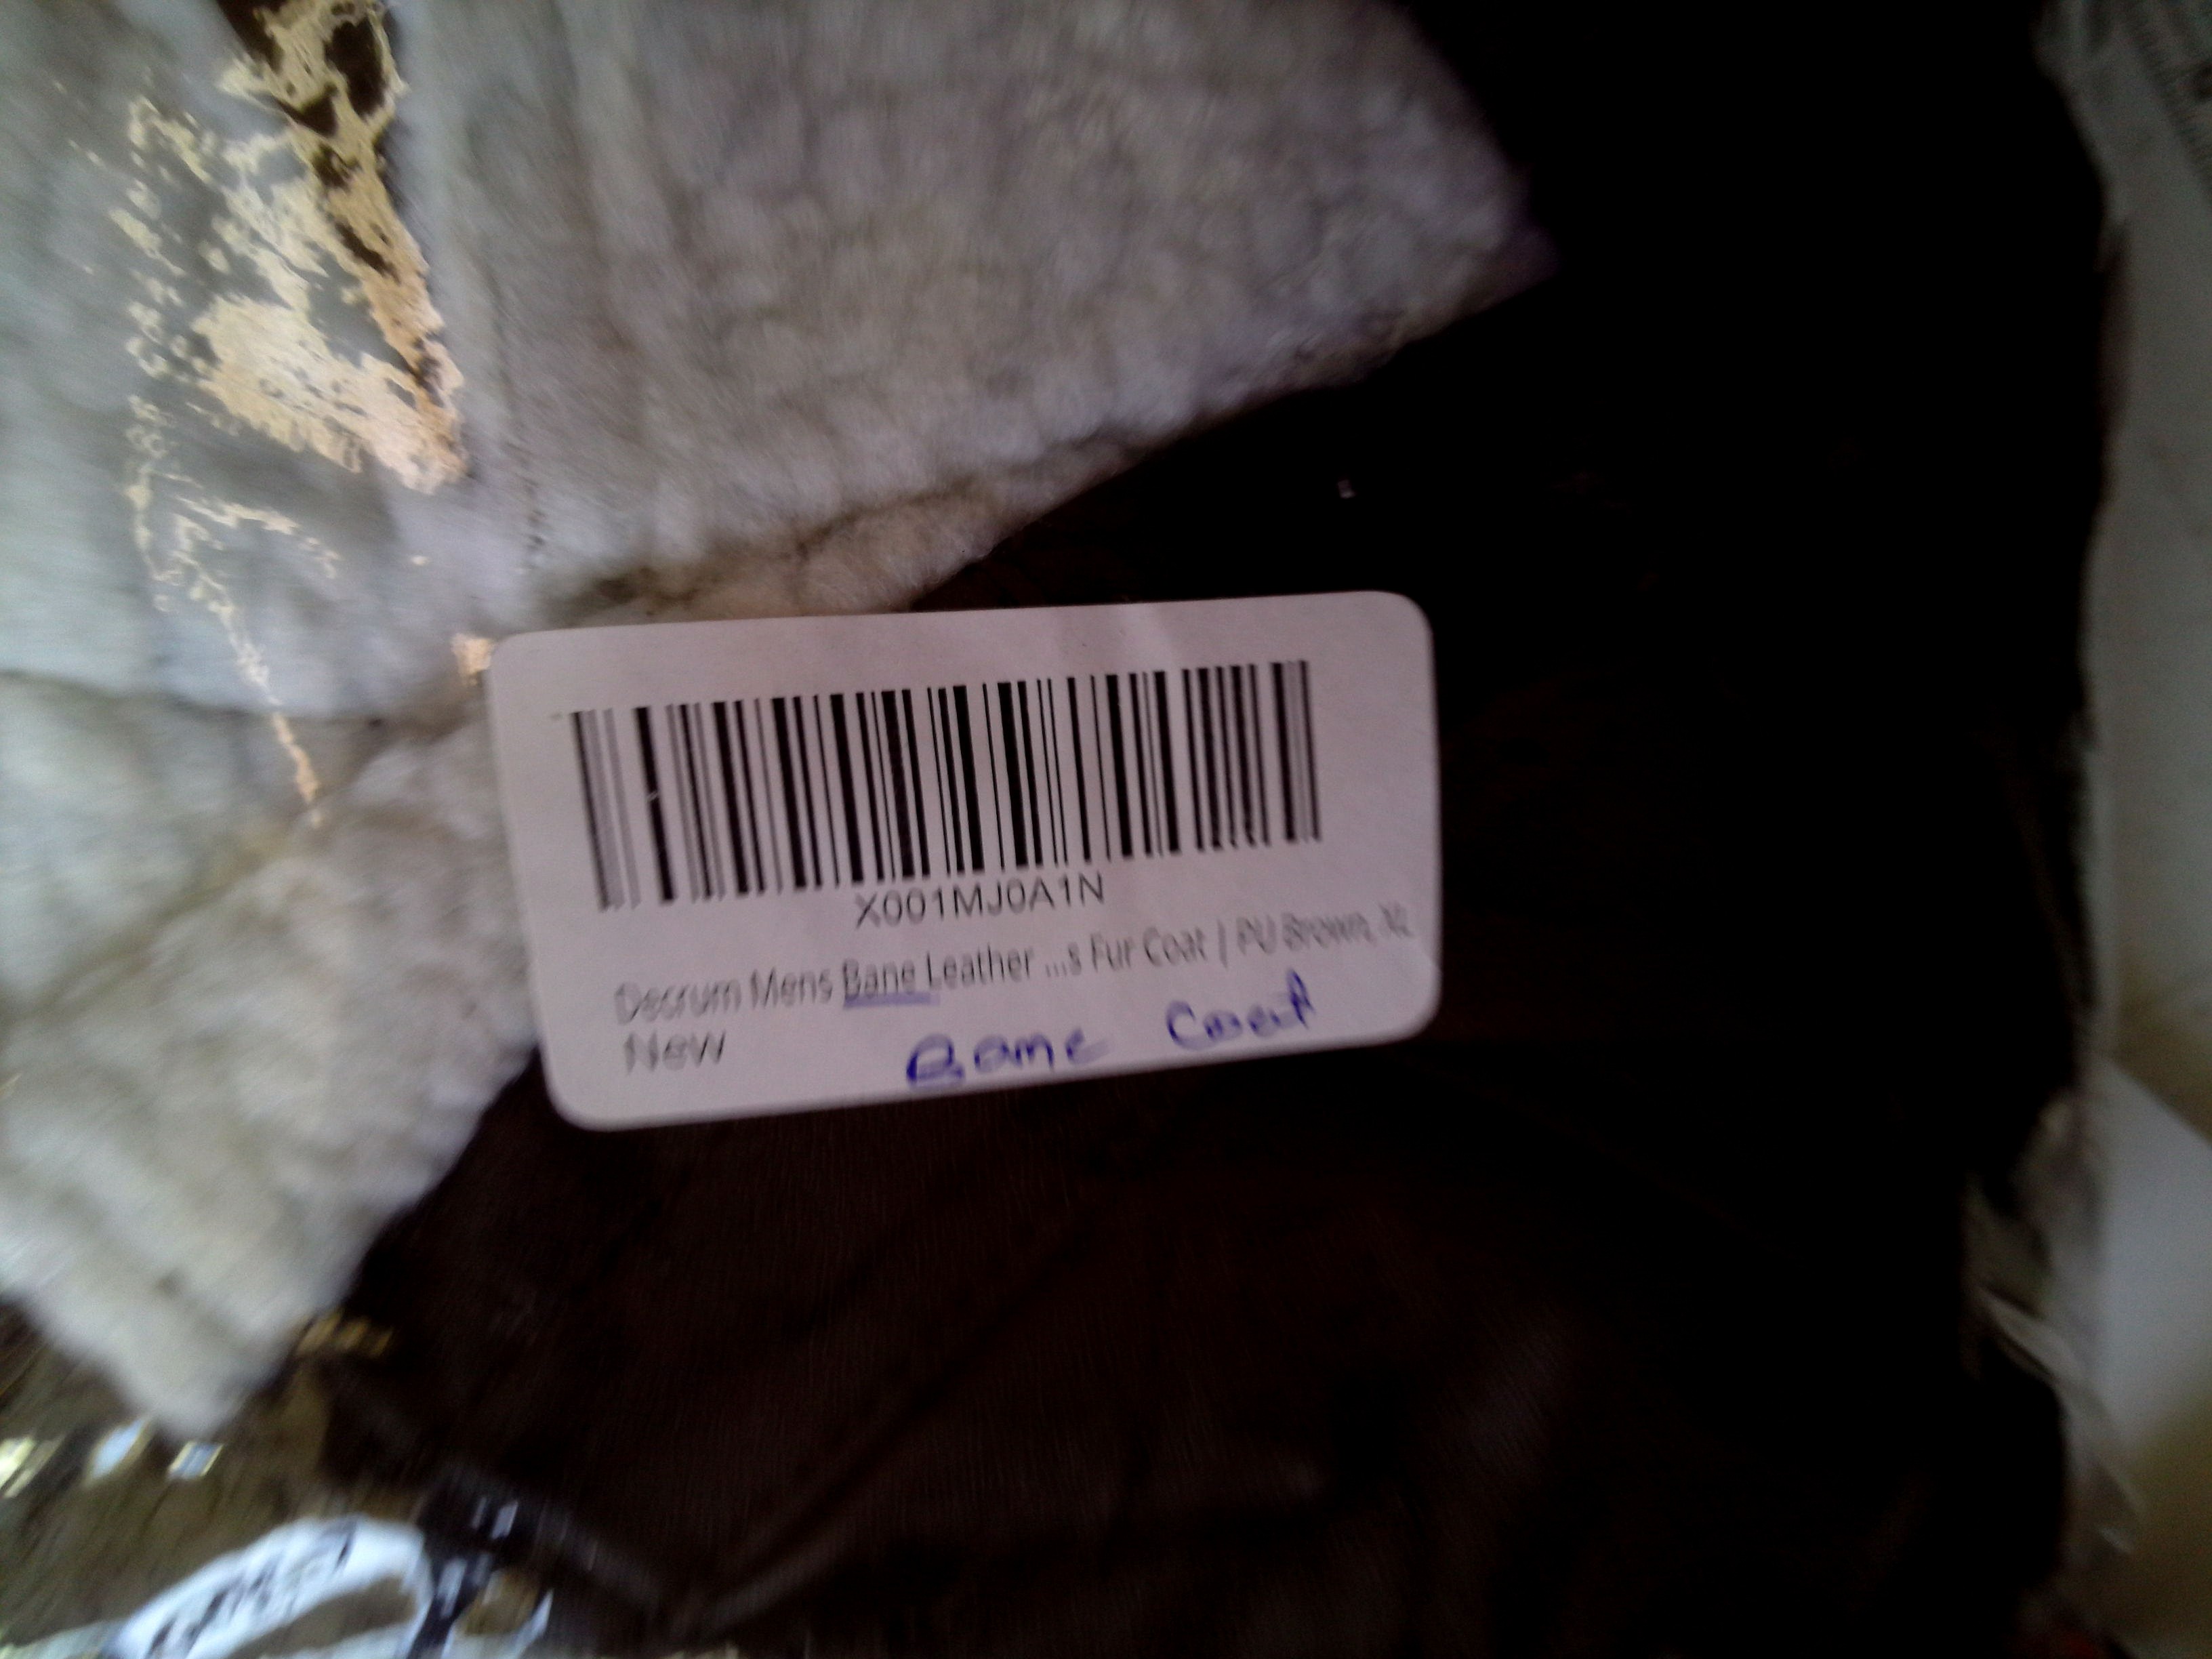 X001MJ0A1N
Decrum Mens Bane Leather ...s Fur Coat | PU Brown, XL
New
Bane Coat